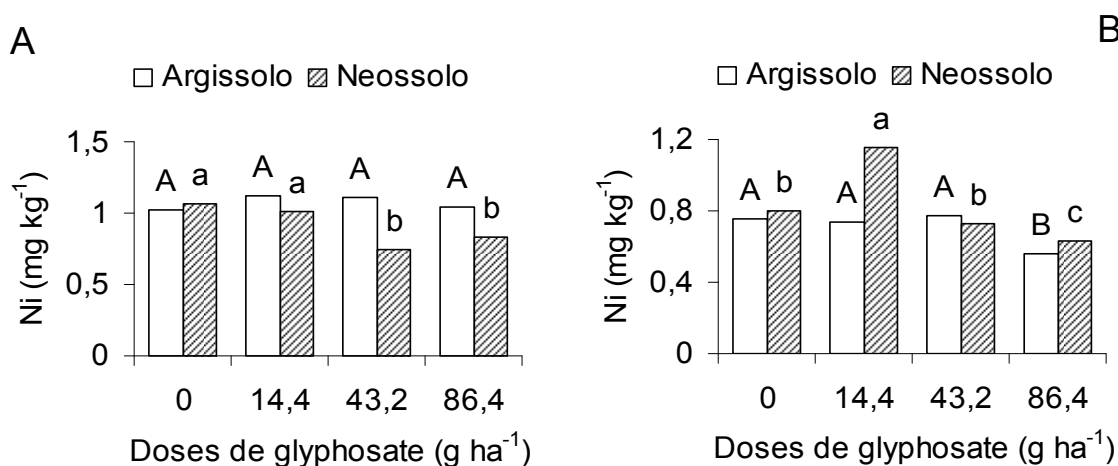 A
Argissolo Neossolo
1,5
1
0,5
0
Ni (mg kg⁻¹)
A a A a A b A b
0 14,4 43,2 86,4
Doses de glyphosate (g ha⁻¹)
B
Argissolo Neossolo
1,2
0,8
0,4
0
Ni (mg kg⁻¹)
A b A a A b B c
0 14,4 43,2 86,4
Doses de glyphosate (g ha⁻¹)